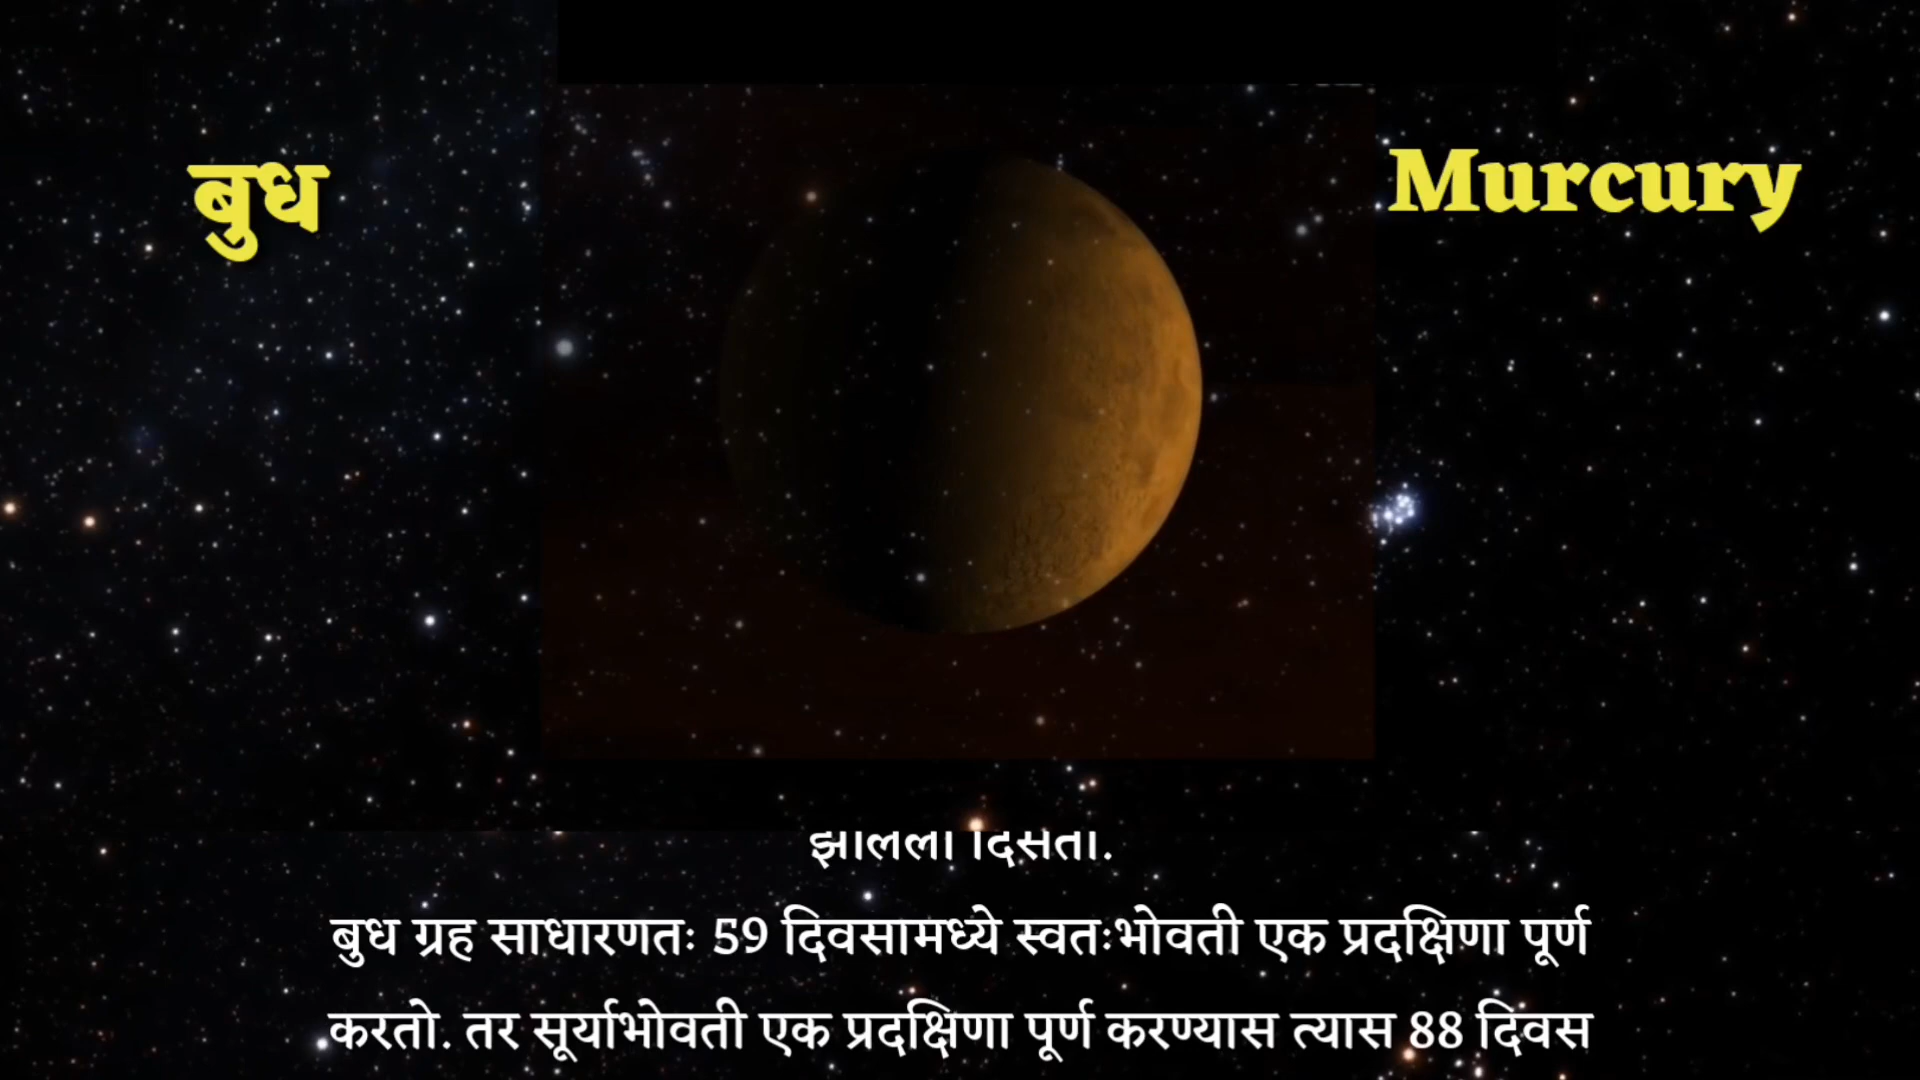 बुध
Murcury
झालेला दिसतो.
बुध ग्रह साधारणतः 59 दिवसामध्ये स्वतःभोवती एक प्रदक्षिणा पूर्ण
करतो. तर सूर्याभोवती एक प्रदक्षिणा पूर्ण करण्यास त्यास 88 दिवस